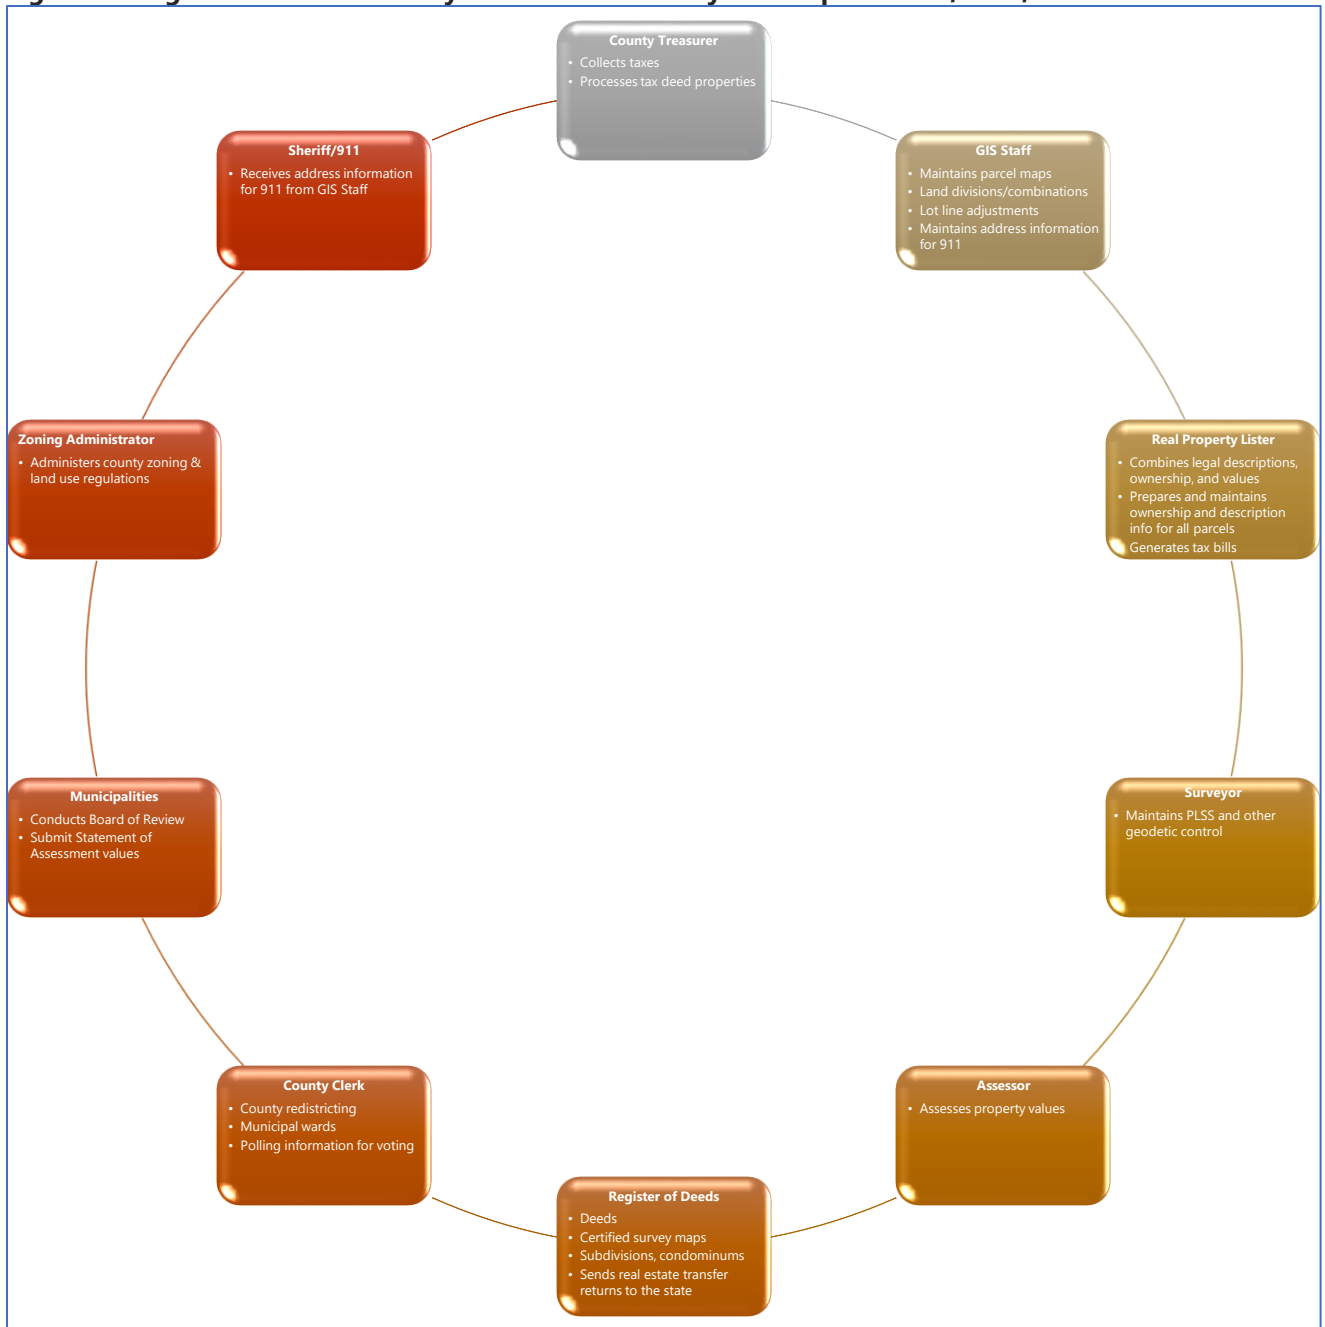 County Treasurer
• Collects taxes
• Processes tax deed properties
GIS Staff
• Maintains parcel maps
• Land divisions/combinations
• Lot line adjustments
• Maintains address information
for 911
Real Property Lister
• Combines legal descriptions,
ownership, and values
• Prepares and maintains
ownership and description
info for all parcels
Generates tax bills
Surveyor
• Maintains PLSS and other
geodetic control
Assessor
• Assesses property values
Register of Deeds
• Deeds
• Certified survey maps
• Subdivisions, condominums
• Sends real estate transfer
returns to the state
County Clerk
• County redistricting
• Municipal wards
• Polling information for voting
Municipalities
• Conducts Board of Review
• Submit Statement of
Assessment values
Zoning Administrator
• Administers county zoning &
land use regulations
Sheriff/911
• Receives address information
for 911 from GIS Staff